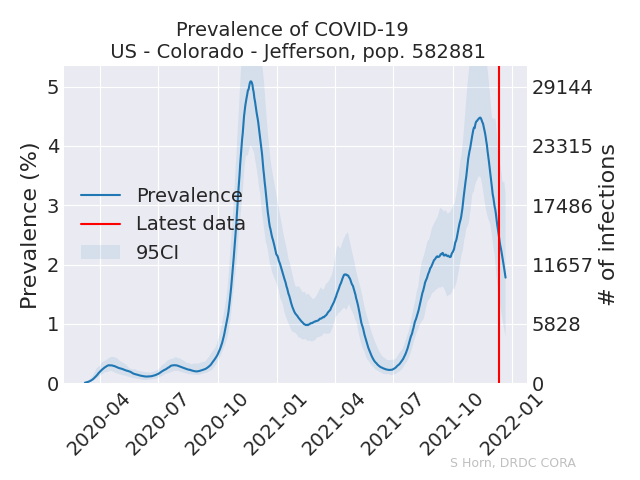 Prevalence of COVID-19
US - Colorado - Jefferson, pop. 582881
Prevalence (%)
5
4
3
2
1
0
29144
23315
17486
11657
5828
0
# of infections
Prevalence
Latest data
95CI
2020-04
2020-07
2020-10
2021-01
2021-04
2021-07
2021-10
2022-01
S Horn, DRDC CORA